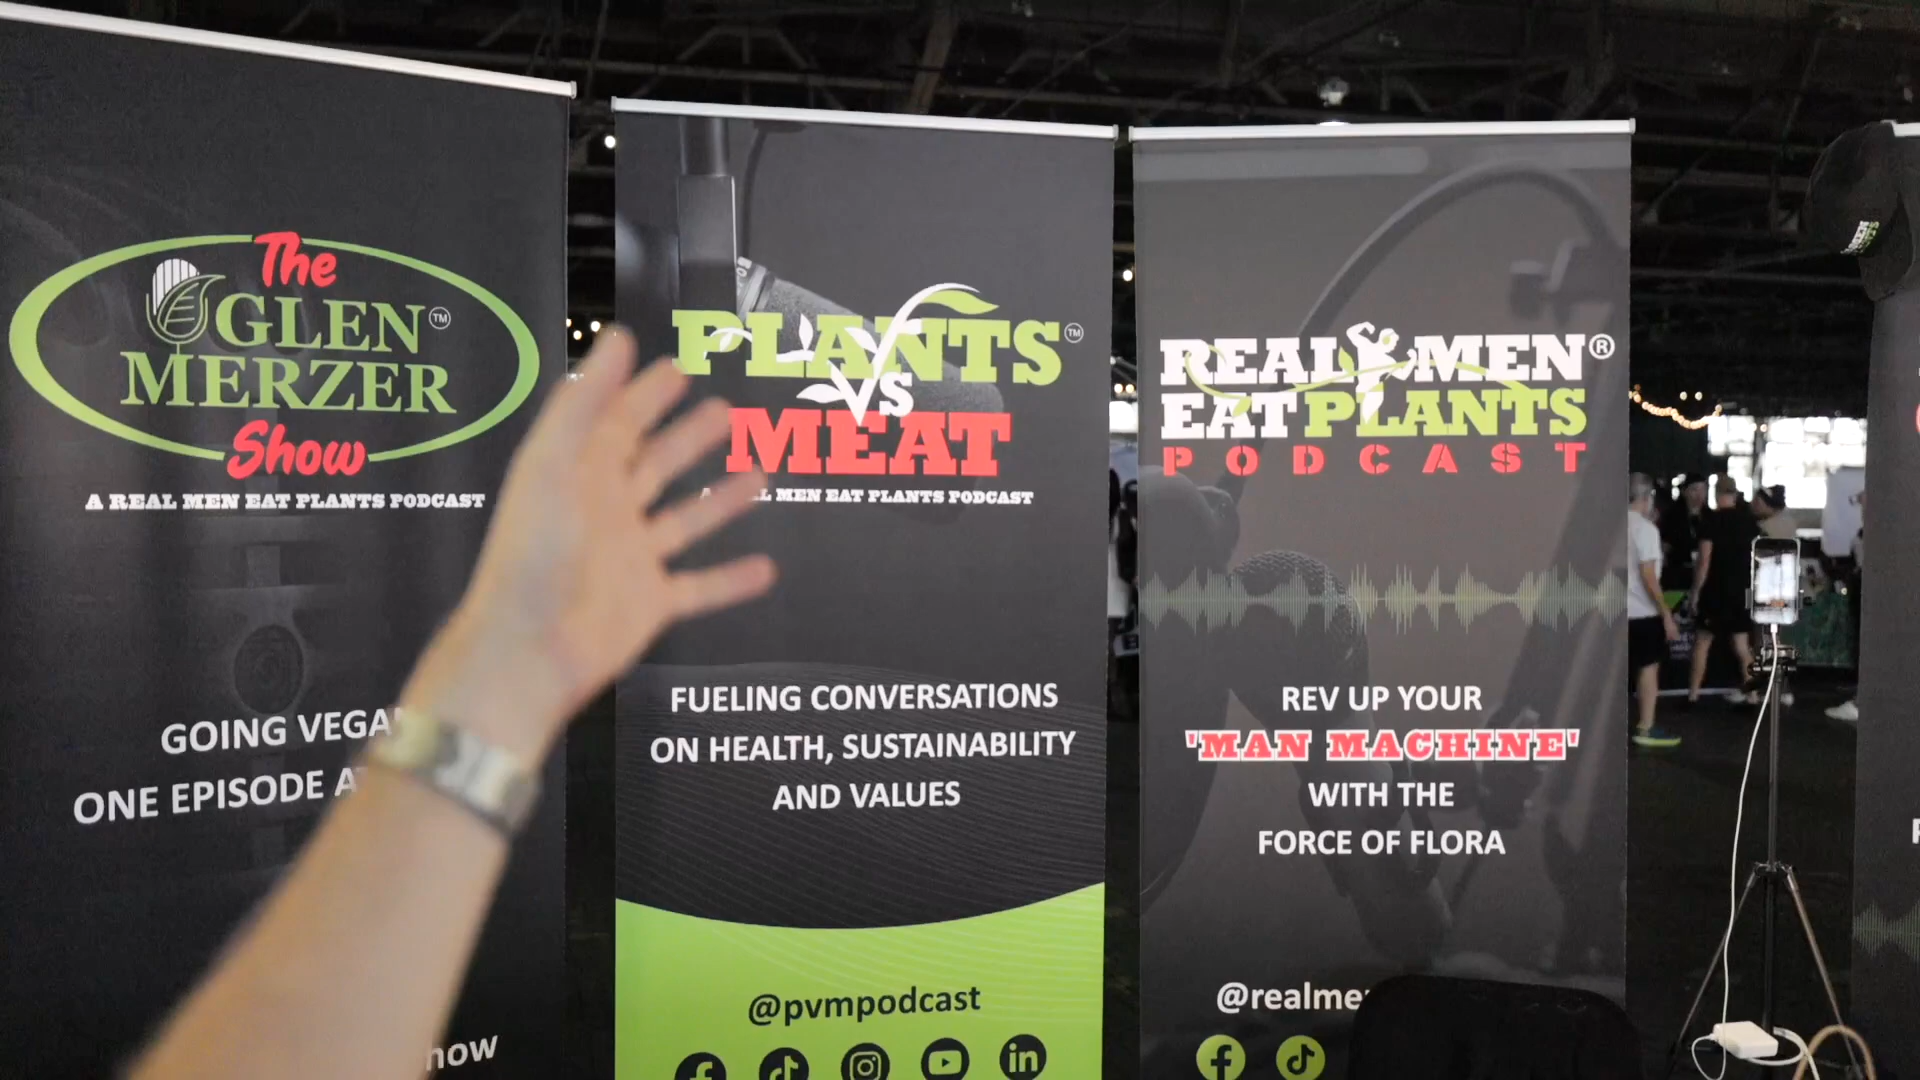 The
GLEN™
MERZER
Show
A REAL MEN EAT PLANTS PODCAST
GOING VEGA
ONE EPISODE A
now
PLANTS™
VS
MEAT
MEN EAT PLANTS PODCAST
FUELING CONVERSATIONS
ON HEALTH, SUSTAINABILITY
AND VALUES
@pvmpodcast
REAL MEN®
EAT PLANTS
PODCAST
REV UP YOUR
'MAN MACHINE'
WITH THE
FORCE OF FLORA
@realme